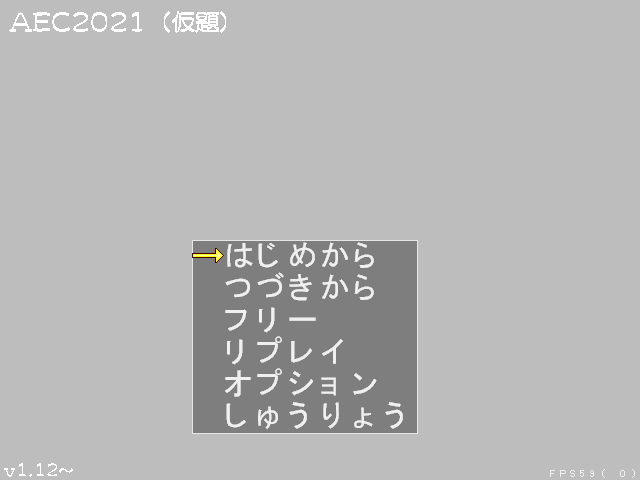 AEC2021（仮題）
はじめから
つづきから
フリー
リプレイ
オプション
しゅうりょう
v1.12~
FPS59( 0)